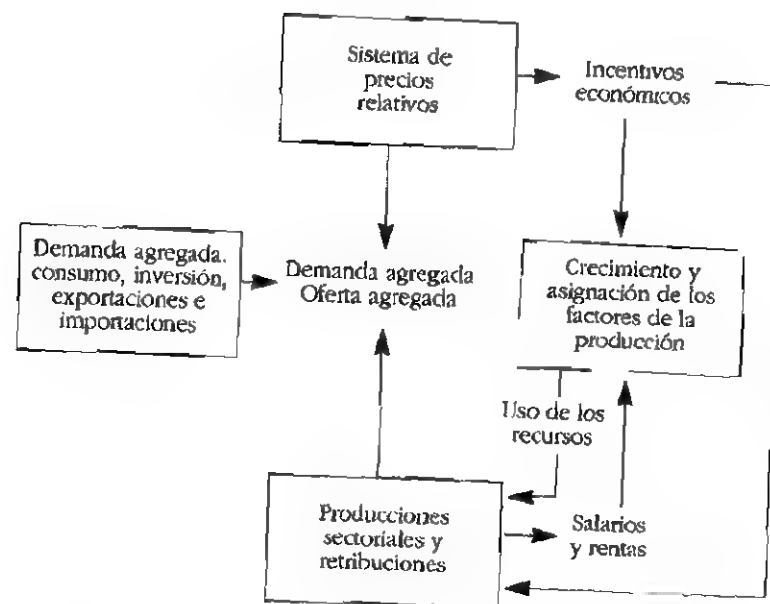 Sistema de
precios
relativos
Incentivos
económicos
Demanda agregada.
consumo, inversión,
exportaciones e
importaciones
Demanda agregada
Oferta agregada
Crecimiento y
asignación de los
factores de la
producción
Uso de los
recursos
Producciones
sectoriales y
retribuciones
Salarios
y rentas